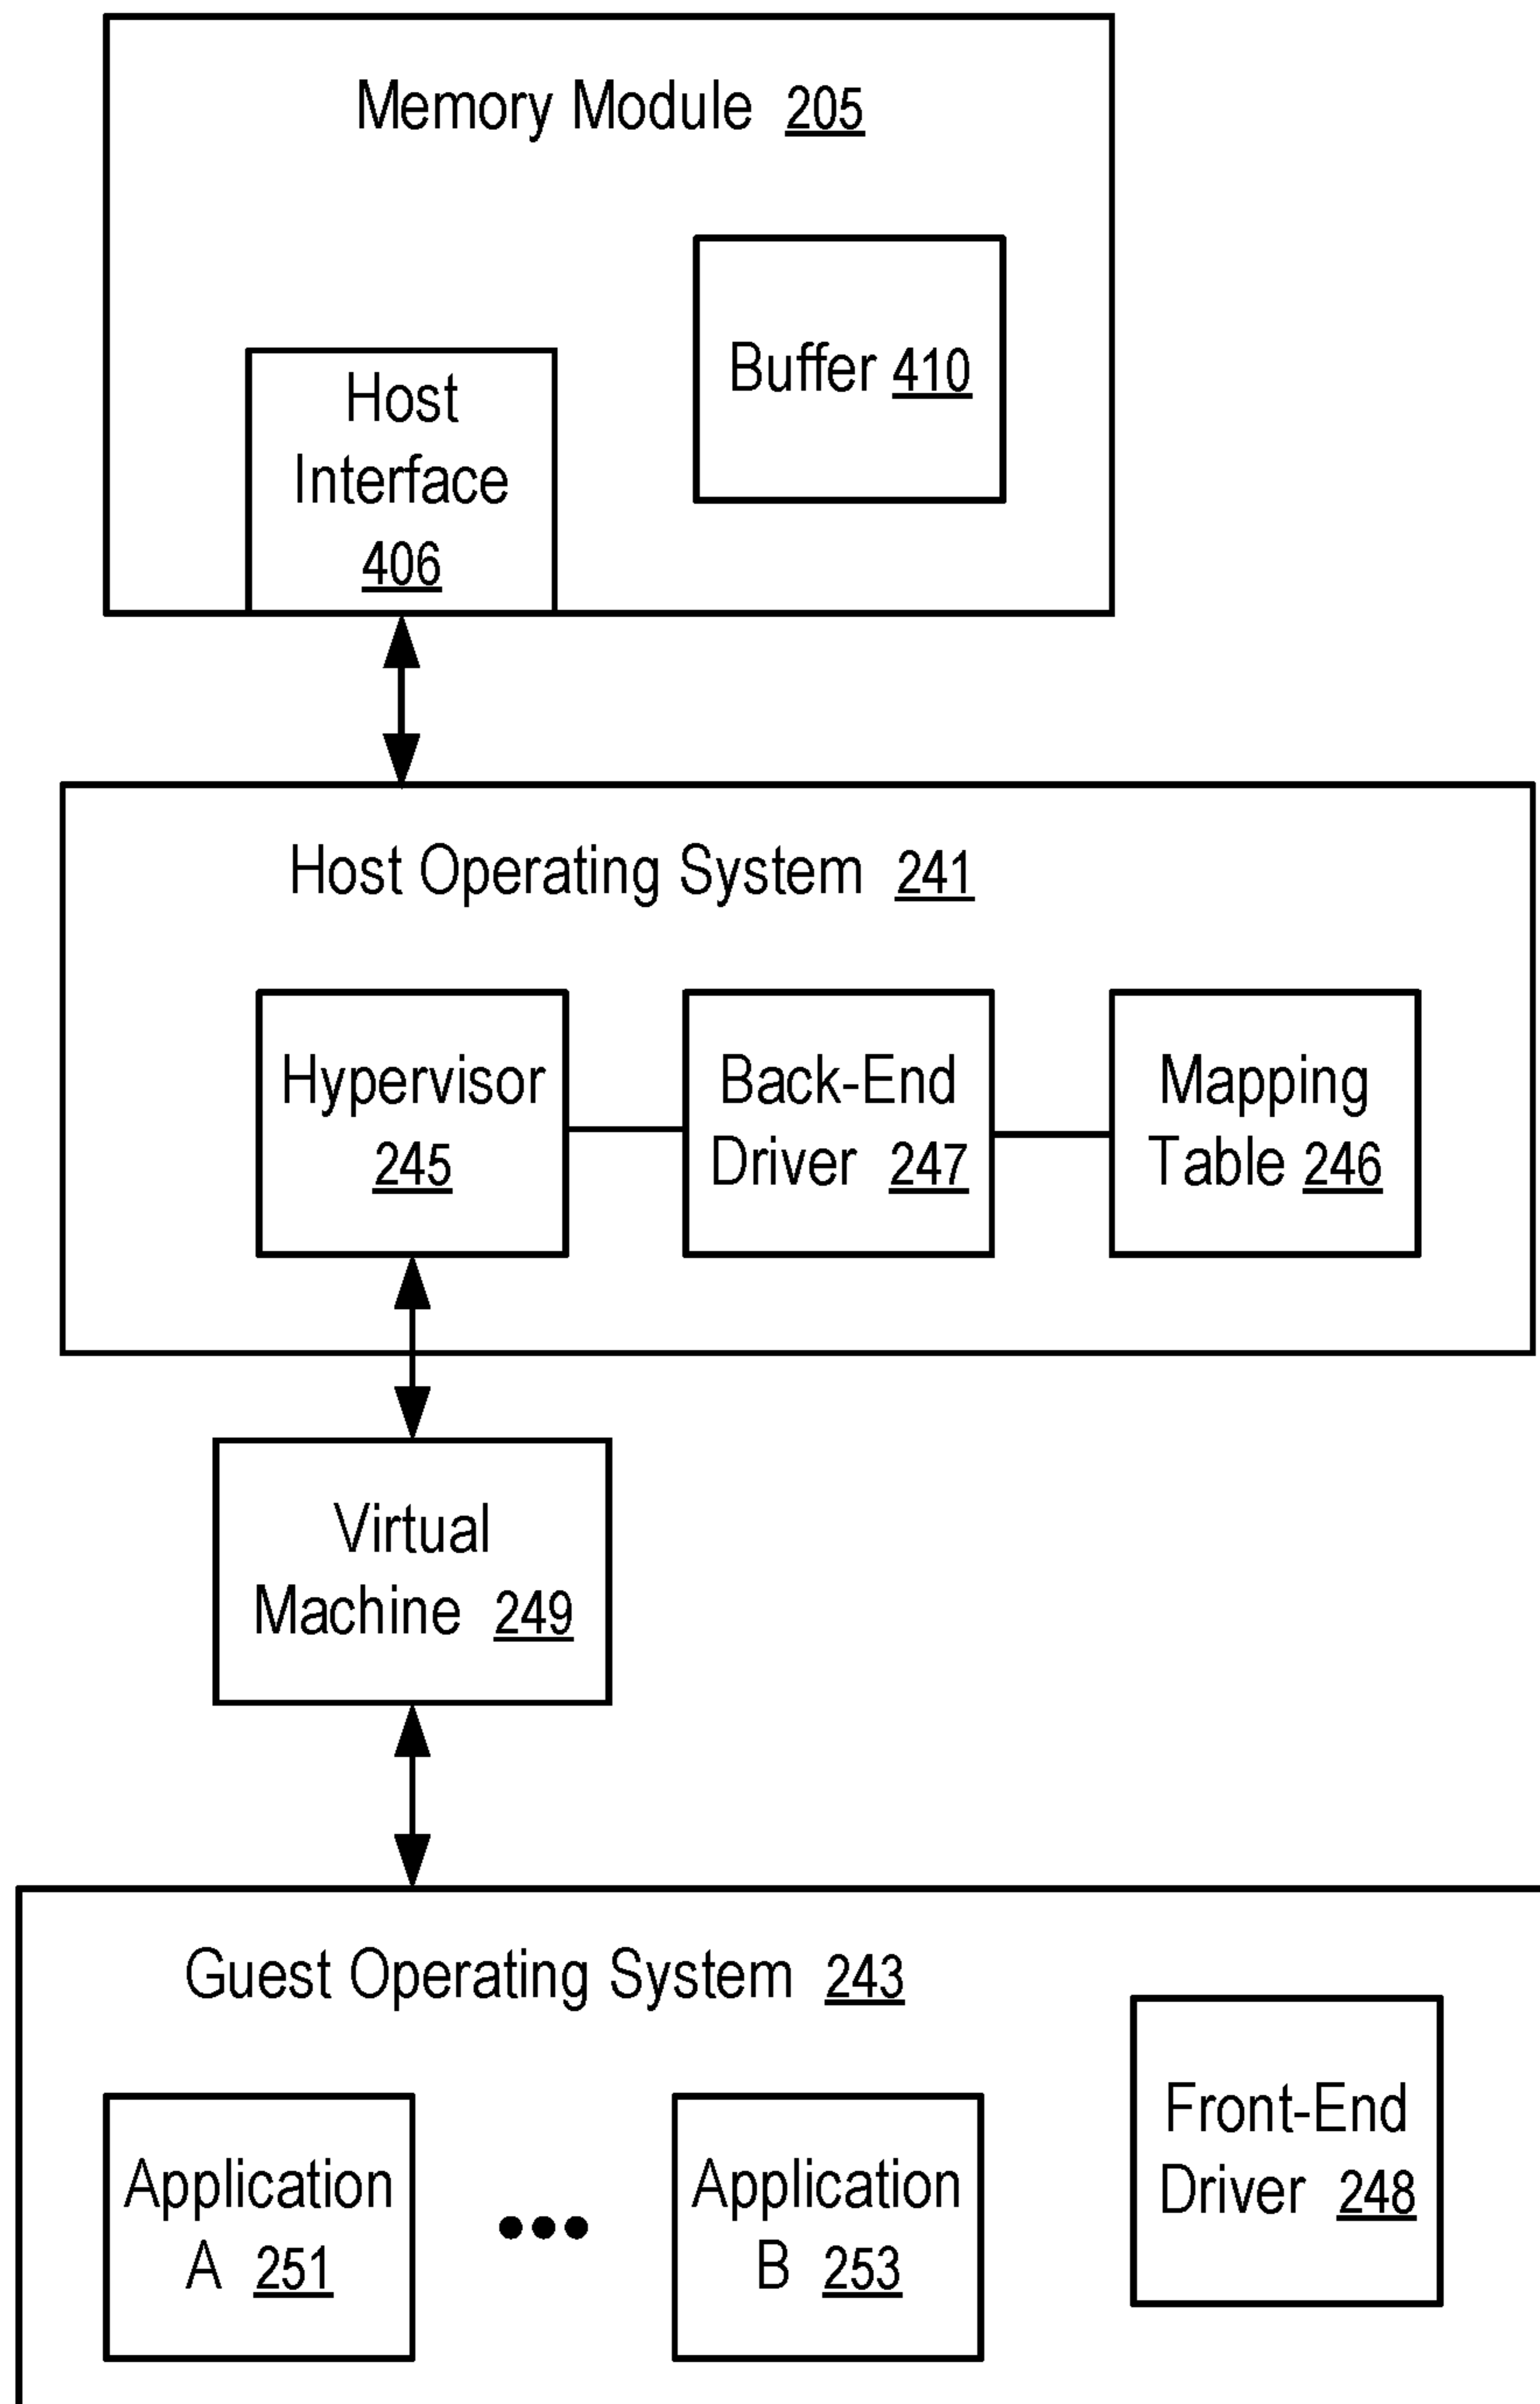 Memory Module 205
Buffer 410
Host
Interface
406
Host Operating System 241
Hypervisor
245
Back-End
Driver 247
Mapping
Table 246
Virtual
Machine 249
Guest Operating System 243
Front-End
Driver 248
Application
A 251
Application
B 253